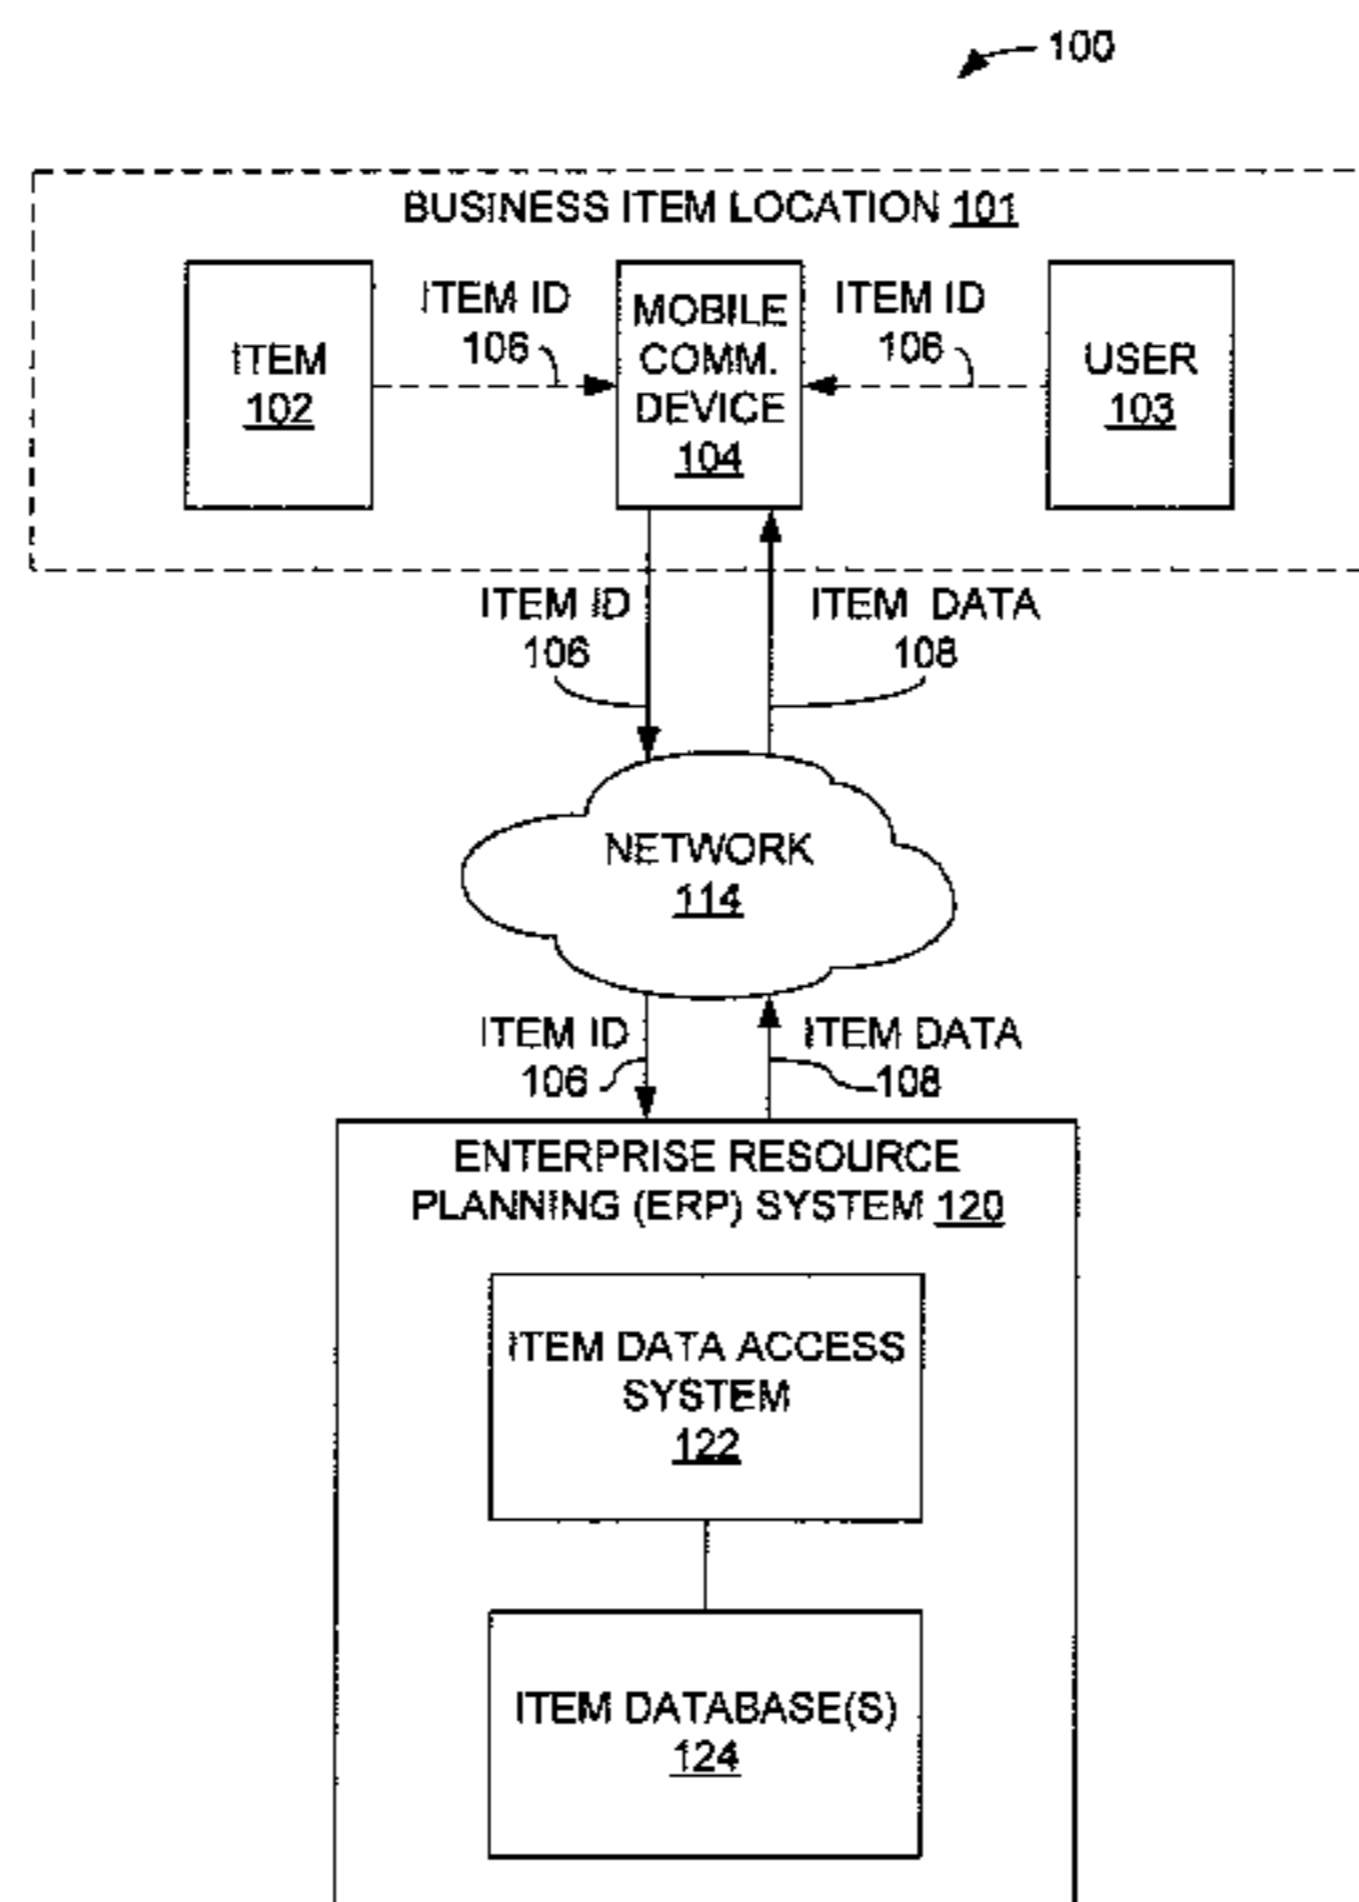 100
BUSINESS ITEM LOCATION 101
ITEM
102
ITEM ID
106
MOBILE
COMM.
DEVICE
104
ITEM ID
106
USER
103
ITEM ID
106
ITEM DATA
108
NETWORK
114
ITEM ID
106
ITEM DATA
108
ENTERPRISE RESOURCE
PLANNING (ERP) SYSTEM 120
ITEM DATA ACCESS
SYSTEM
122
ITEM DATABASE(S)
124